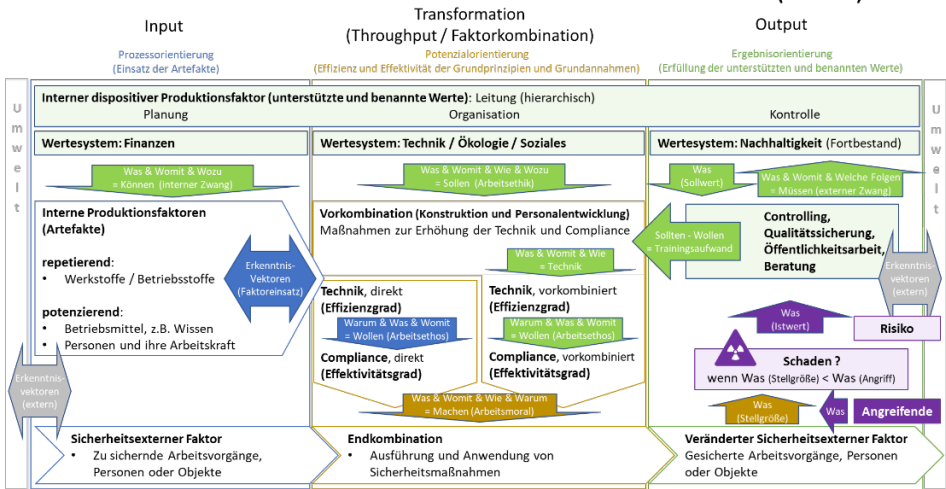 Transformation
(Throughput / Faktorkombination)
Input
Output
Prozessorientierung
(Einsatz der Artefakte)
Potenzialorientierung
(Effizienz und Effektivität der Grundprinzipien und Grundannahmen)
Ergebnisorientierung
(Erfüllung der unterstützten und benannten Werte)
Umwelt
Umwelt
Interner dispositiver Produktionsfaktor (unterstützte und benannte Werte): Leitung (hierarchisch)
Planung
Organisation
Kontrolle
Wertesystem: Finanzen
Wertesystem: Technik / Ökologie / Soziales
Wertesystem: Nachhaltigkeit (Fortbestand)
Was & Womit & Wozu
= Können (interner Zwang)
Was & Womit & Wie & Wozu
= Sollen (Arbeitsethik)
Was
(Sollwert)
Was & Womit & Welche Folgen
= Müssen (externer Zwang)
Interne Produktionsfaktoren
(Artefakte)
repetierend:
• Werkstoffe / Betriebsstoffe
potenzierend:
• Betriebsmittel, z.B. Wissen
• Personen und ihre Arbeitskraft
Erkenntnis-
Vektoren
(Faktoreinsatz)
Vorkombination (Konstruktion und Personalentwicklung)
Maßnahmen zur Erhöhung der Technik und Compliance
Was & Womit & Wie
= Technik
Technik, direkt
(Effizienzgrad)
Warum & Was & Womit
= Wollen (Arbeitsethos)
Compliance, direkt
(Effektivitätsgrad)
Technik, vorkombiniert
(Effizienzgrad)
Warum & Was & Womit
= Wollen (Arbeitsethos)
Compliance, vorkombiniert
(Effektivitätsgrad)
Was & Womit & Wie & Warum
= Machen (Arbeitsmoral)
Sollten - Wollen
= Trainingsaufwand
Controlling,
Qualitätssicherung,
Öffentlichkeitsarbeit,
Beratung
Erkenntnis-
vektoren
(extern)
Was
(Istwert)
Risiko
Schaden ?
wenn Was (Stellgröße) < Was (Angriff)
Was
(Stellgröße)
Was
Angreifende
Erkenntnis-
vektoren
(extern)
Sicherheitsexterner Faktor
• Zu sichernde Arbeitsvorgänge,
Personen oder Objekte
Endkombination
• Ausführung und Anwendung von
Sicherheitsmaßnahmen
Veränderter Sicherheitsexterner Faktor
Gesicherte Arbeitsvorgänge, Personen
oder Objekte